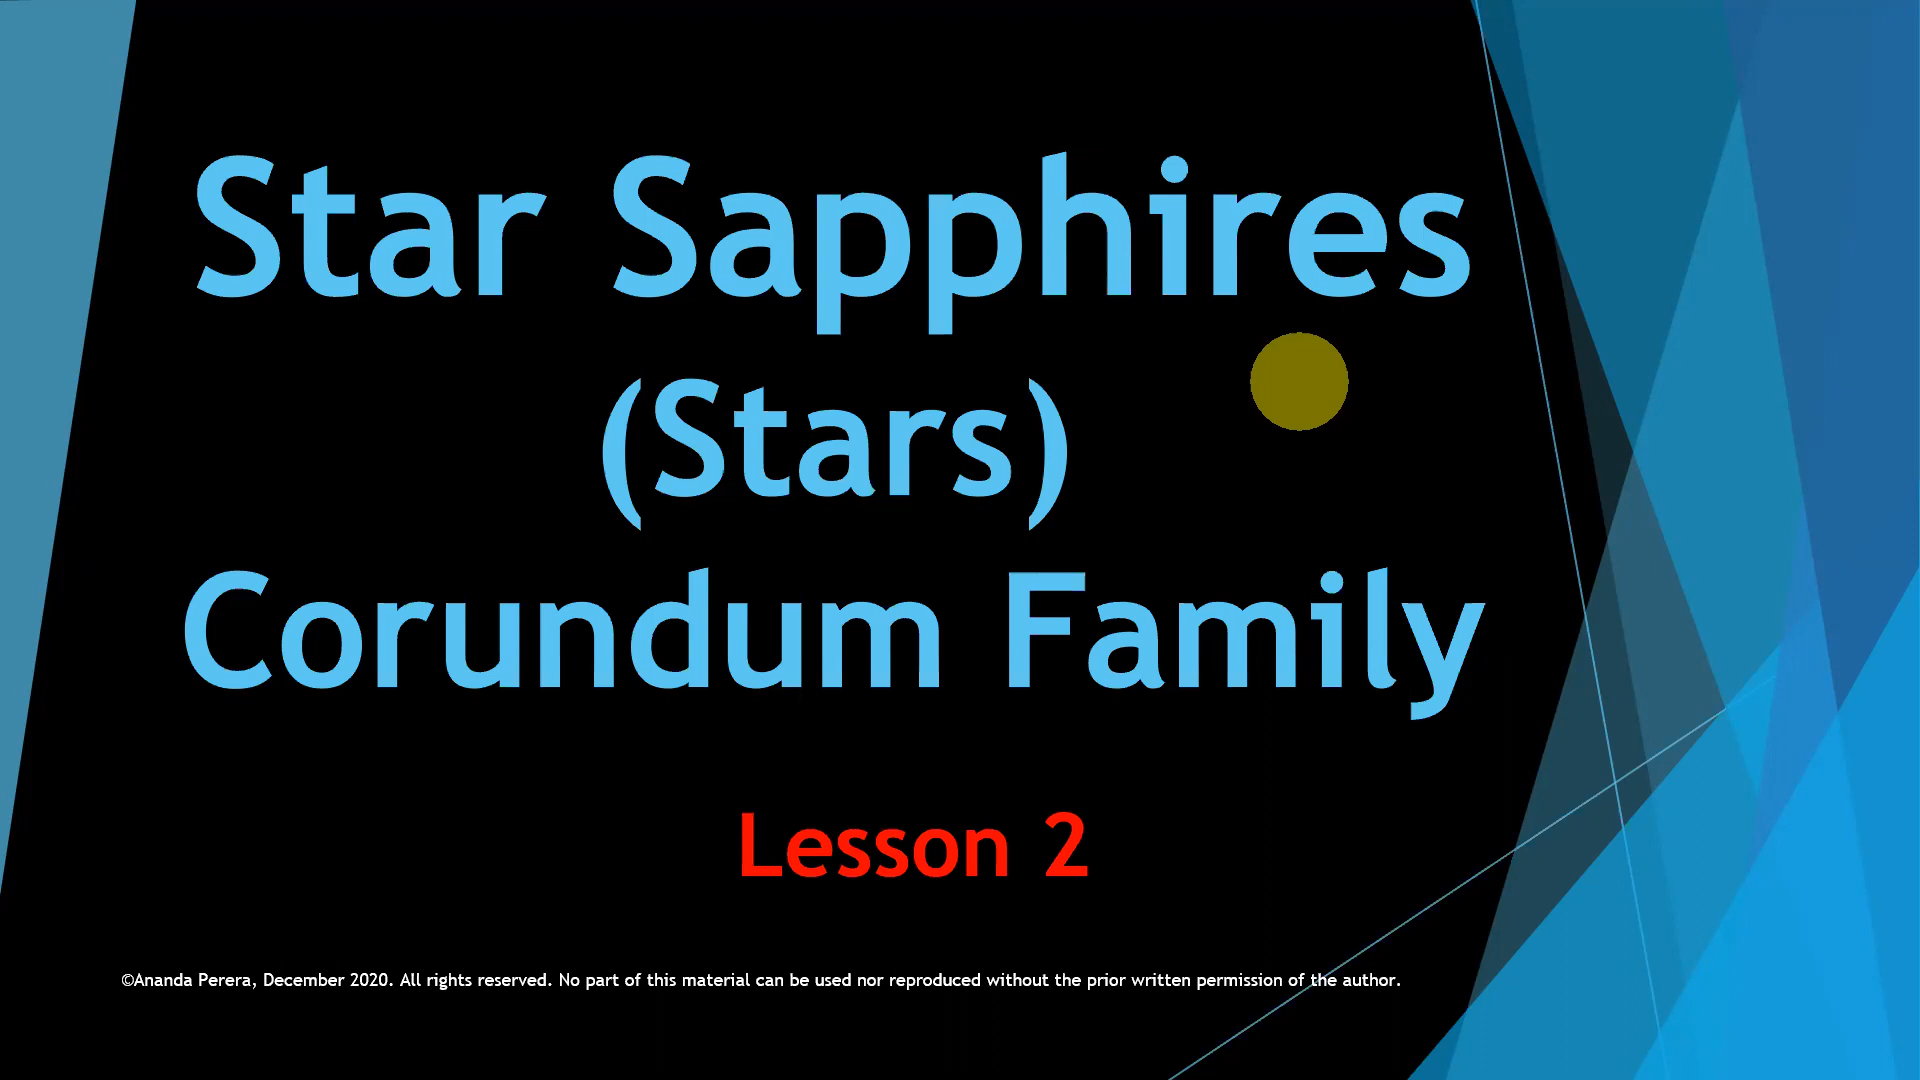 Star Sapphires
(Stars)
Corundum Family
Lesson 2
©Ananda Perera, December 2020. All rights reserved. No part of this material can be used nor reproduced without the prior written permission of the author.